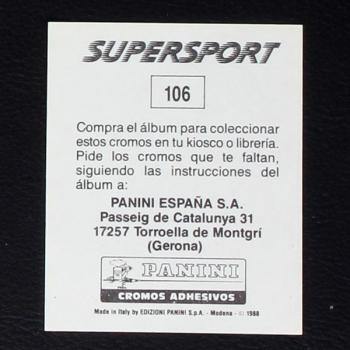 SUPERSPORT
106
Compra el álbum para coleccionar
estos cromos en tu kiosco o librería.
Pide los cromos que te faltan,
siguiendo las instrucciones del
álbum a:
PANINI ESPAÑA S.A.
Passeig de Catalunya 31
17257 Torroella de Montgrí
(Gerona)
PANINI
CROMOS ADHESIVOS
Made in Italy by EDIZIONI PANINI S.p.A. - Modena - © 1988